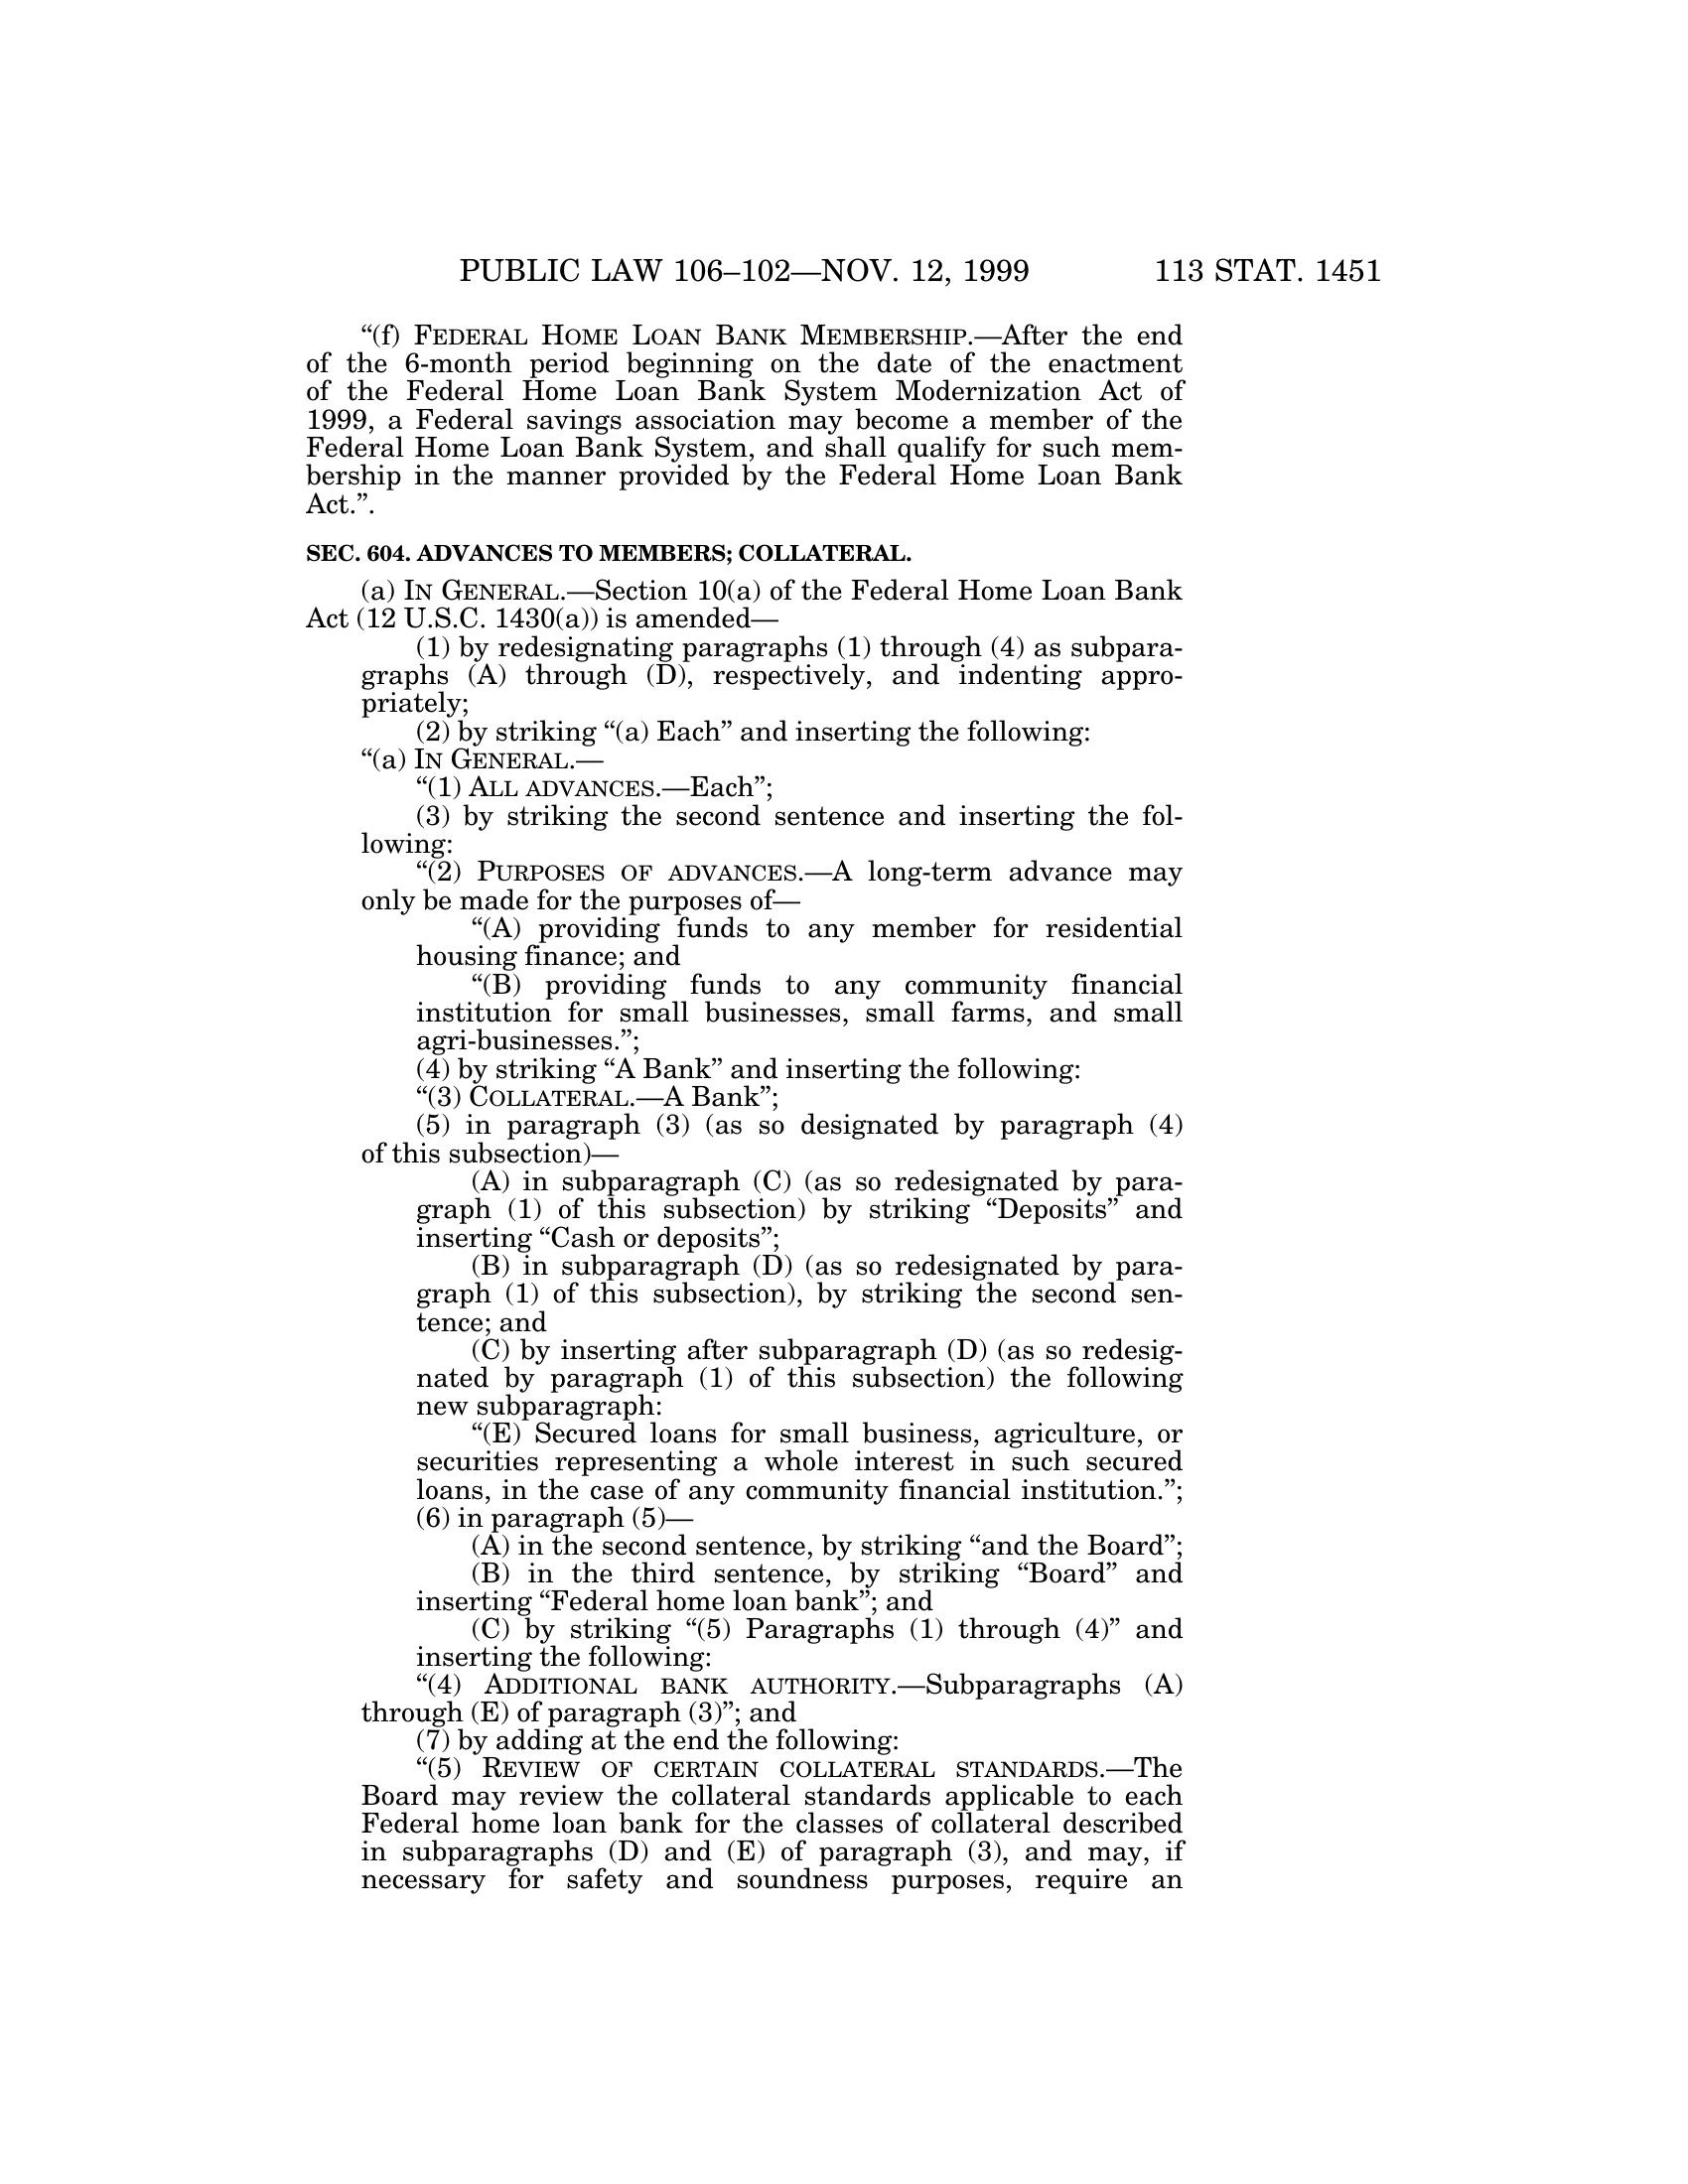 PUBLIC LAW 106–102—NOV. 12, 1999 113 STAT. 1451
“(f) FEDERAL HOME LOAN BANK MEMBERSHIP.—After the end
of the 6-month period beginning on the date of the enactment
of the Federal Home Loan Bank System Modernization Act of
1999, a Federal savings association may become a member of the
Federal Home Loan Bank System, and shall qualify for such mem-
bership in the manner provided by the Federal Home Loan Bank
Act.”.
SEC. 604. ADVANCES TO MEMBERS; COLLATERAL.
(a) IN GENERAL.—Section 10(a) of the Federal Home Loan Bank
Act (12 U.S.C. 1430(a)) is amended—
(1) by redesignating paragraphs (1) through (4) as subpara-
graphs (A) through (D), respectively, and indenting appro-
priately;
(2) by striking “(a) Each” and inserting the following:
“(a) IN GENERAL.—
“(1) ALL ADVANCES.—Each”;
(3) by striking the second sentence and inserting the fol-
lowing:
“(2) PURPOSES OF ADVANCES.—A long-term advance may
only be made for the purposes of—
“(A) providing funds to any member for residential
housing finance; and
“(B) providing funds to any community financial
institution for small businesses, small farms, and small
agri-businesses.”;
(4) by striking “A Bank” and inserting the following:
“(3) COLLATERAL.—A Bank”;
(5) in paragraph (3) (as so designated by paragraph (4)
of this subsection)—
(A) in subparagraph (C) (as so redesignated by para-
graph (1) of this subsection) by striking “Deposits” and
inserting “Cash or deposits”;
(B) in subparagraph (D) (as so redesignated by para-
graph (1) of this subsection), by striking the second sen-
tence; and
(C) by inserting after subparagraph (D) (as so redesig-
nated by paragraph (1) of this subsection) the following
new subparagraph:
“(E) Secured loans for small business, agriculture, or
securities representing a whole interest in such secured
loans, in the case of any community financial institution.”;
(6) in paragraph (5)—
(A) in the second sentence, by striking “and the Board”;
(B) in the third sentence, by striking “Board” and
inserting “Federal home loan bank”; and
(C) by striking “(5) Paragraphs (1) through (4)” and
inserting the following:
“(4) ADDITIONAL BANK AUTHORITY.—Subparagraphs (A)
through (E) of paragraph (3)”; and
(7) by adding at the end the following:
“(5) REVIEW OF CERTAIN COLLATERAL STANDARDS.—The
Board may review the collateral standards applicable to each
Federal home loan bank for the classes of collateral described
in subparagraphs (D) and (E) of paragraph (3), and may, if
necessary for safety and soundness purposes, require an